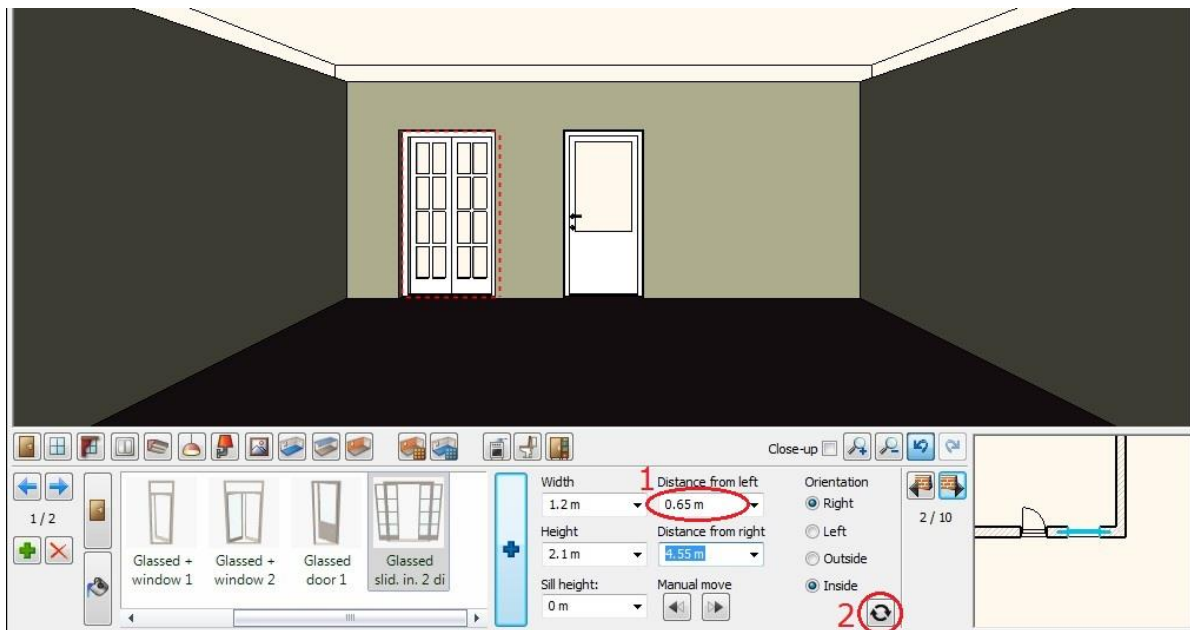 Close-up
1/2
Glassed +
window 1
Glassed +
window 2
Glassed
door 1
Glassed
slid. in. 2 di
Width
1.2 m
Height
2.1 m
Sill height:
0 m
1
Distance from left
0.65 m
Distance from right
4.55 m
Manual move
Orientation
Right
Left
Outside
Inside
2
2 / 10